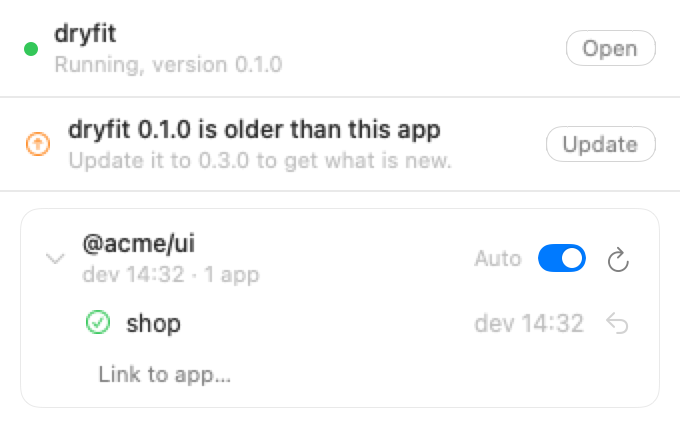 dryfit
Running, version 0.1.0
Open
dryfit 0.1.0 is older than this app
Update it to 0.3.0 to get what is new.
Update
@acme/ui
dev 14:32 · 1 app
Auto
shop
dev 14:32
Link to app...